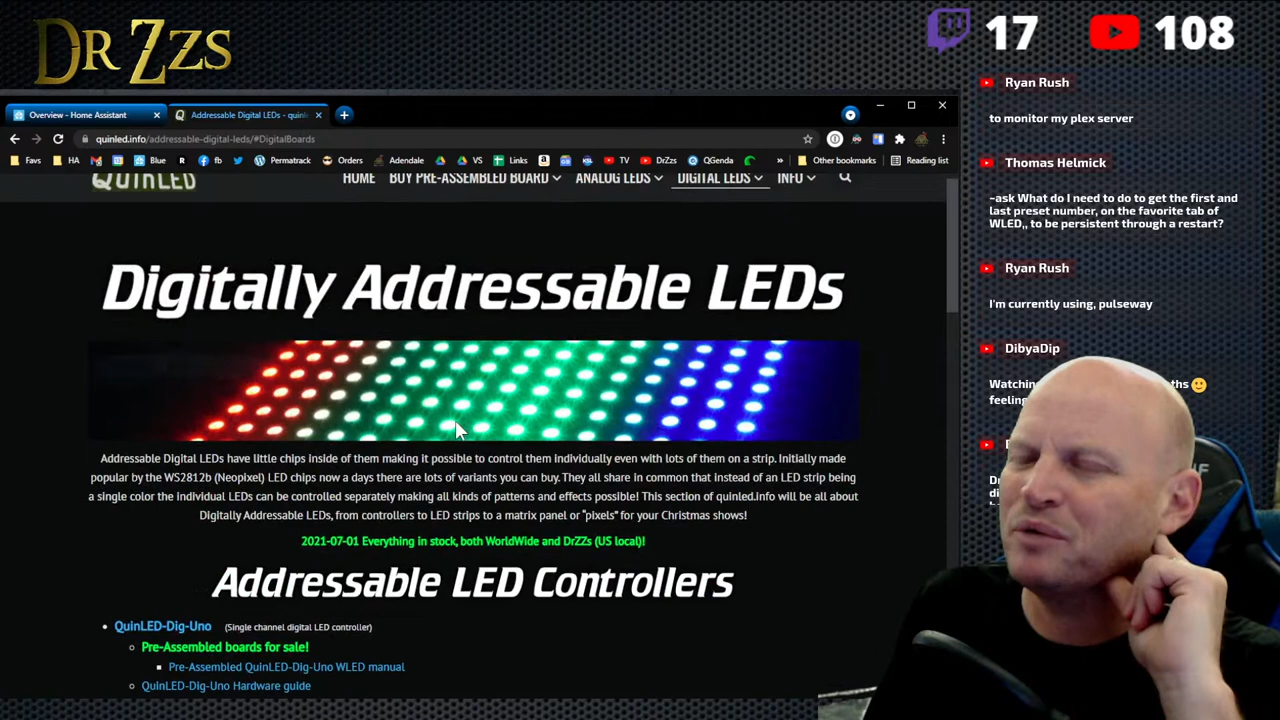 DR ZZS
17
108
Overview - Home Assistant
Addressable Digital LEDs - quinl
quinled.info/addressable-digital-leds/#DigitalBoards
Favs
HA
Blue
fb
Permatrack
Orders
Adendale
VS
Links
TV
DrZzs
QGenda
»
Other bookmarks
Reading list
QUINLED
HOME
BUY PRE-ASSEMBLED BOARD
ANALOG LEDS
DIGITAL LEDS
INFO
Digitally Addressable LEDs
Addressable Digital LEDs have little chips inside of them making it possible to control them individually even with lots of them on a strip. Initially made
popular by the WS2812b (Neopixel) LED chips now a days there are lots of variants you can buy. They all share in common that instead of an LED strip being
a single color the individual LEDs can be controlled separately making all kinds of patterns and effects possible! This section of quinled.info will be all about
Digitally Addressable LEDs, from controllers to LED strips to a matrix panel or "pixels" for your Christmas shows!
2021-07-01 Everything in stock, both WorldWide and DrZZs (US local)!
Addressable LED Controllers
QuinLED-Dig-Uno (Single channel digital LED controller)
Pre-Assembled boards for sale!
Pre-Assembled QuinLED-Dig-Uno WLED manual
QuinLED-Dig-Uno Hardware guide
Ryan Rush
to monitor my plex server
Thomas Helmick
~ask What do I need to do to get the first and
last preset number, on the favorite tab of
WLED,, to be persistent through a restart?
Ryan Rush
I'm currently using, pulseway
DibyaDip
Watching
feeling